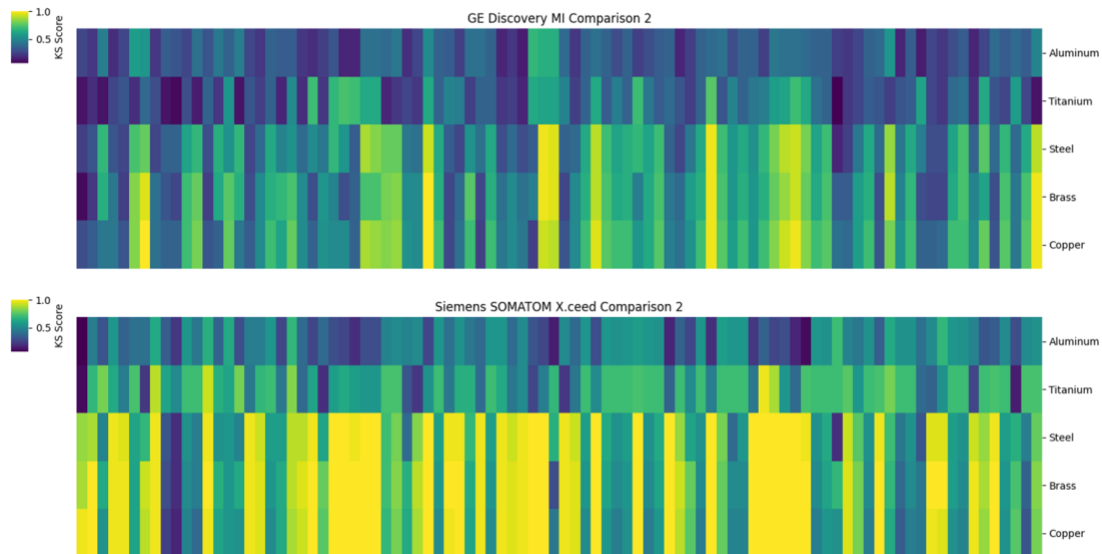 GE Discovery MI Comparison 2
1.0
0.5
KS Score
Aluminum
Titanium
Steel
Brass
Copper
Siemens SOMATOM X.ceed Comparison 2
1.0
0.5
KS Score
Aluminum
Titanium
Steel
Brass
Copper